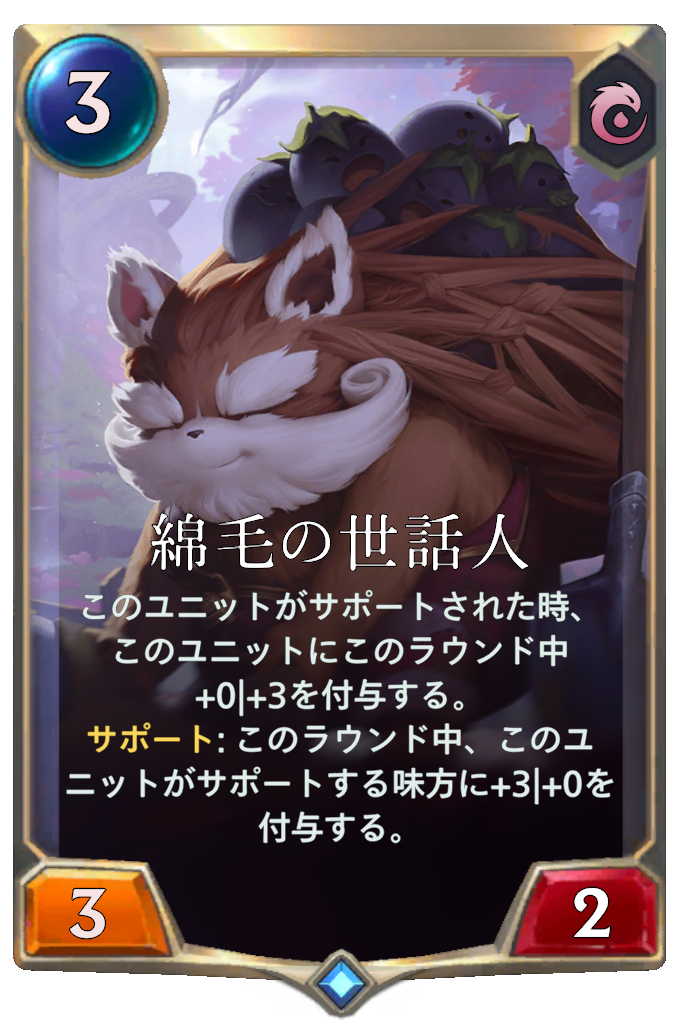 3
綿毛の世話人
このユニットがサポートされた時、
このユニットにこのラウンド中
+0|+3を付与する。
サポート: このラウンド中、このユ
ニットがサポートする味方に+3|+0を
付与する。
3
2